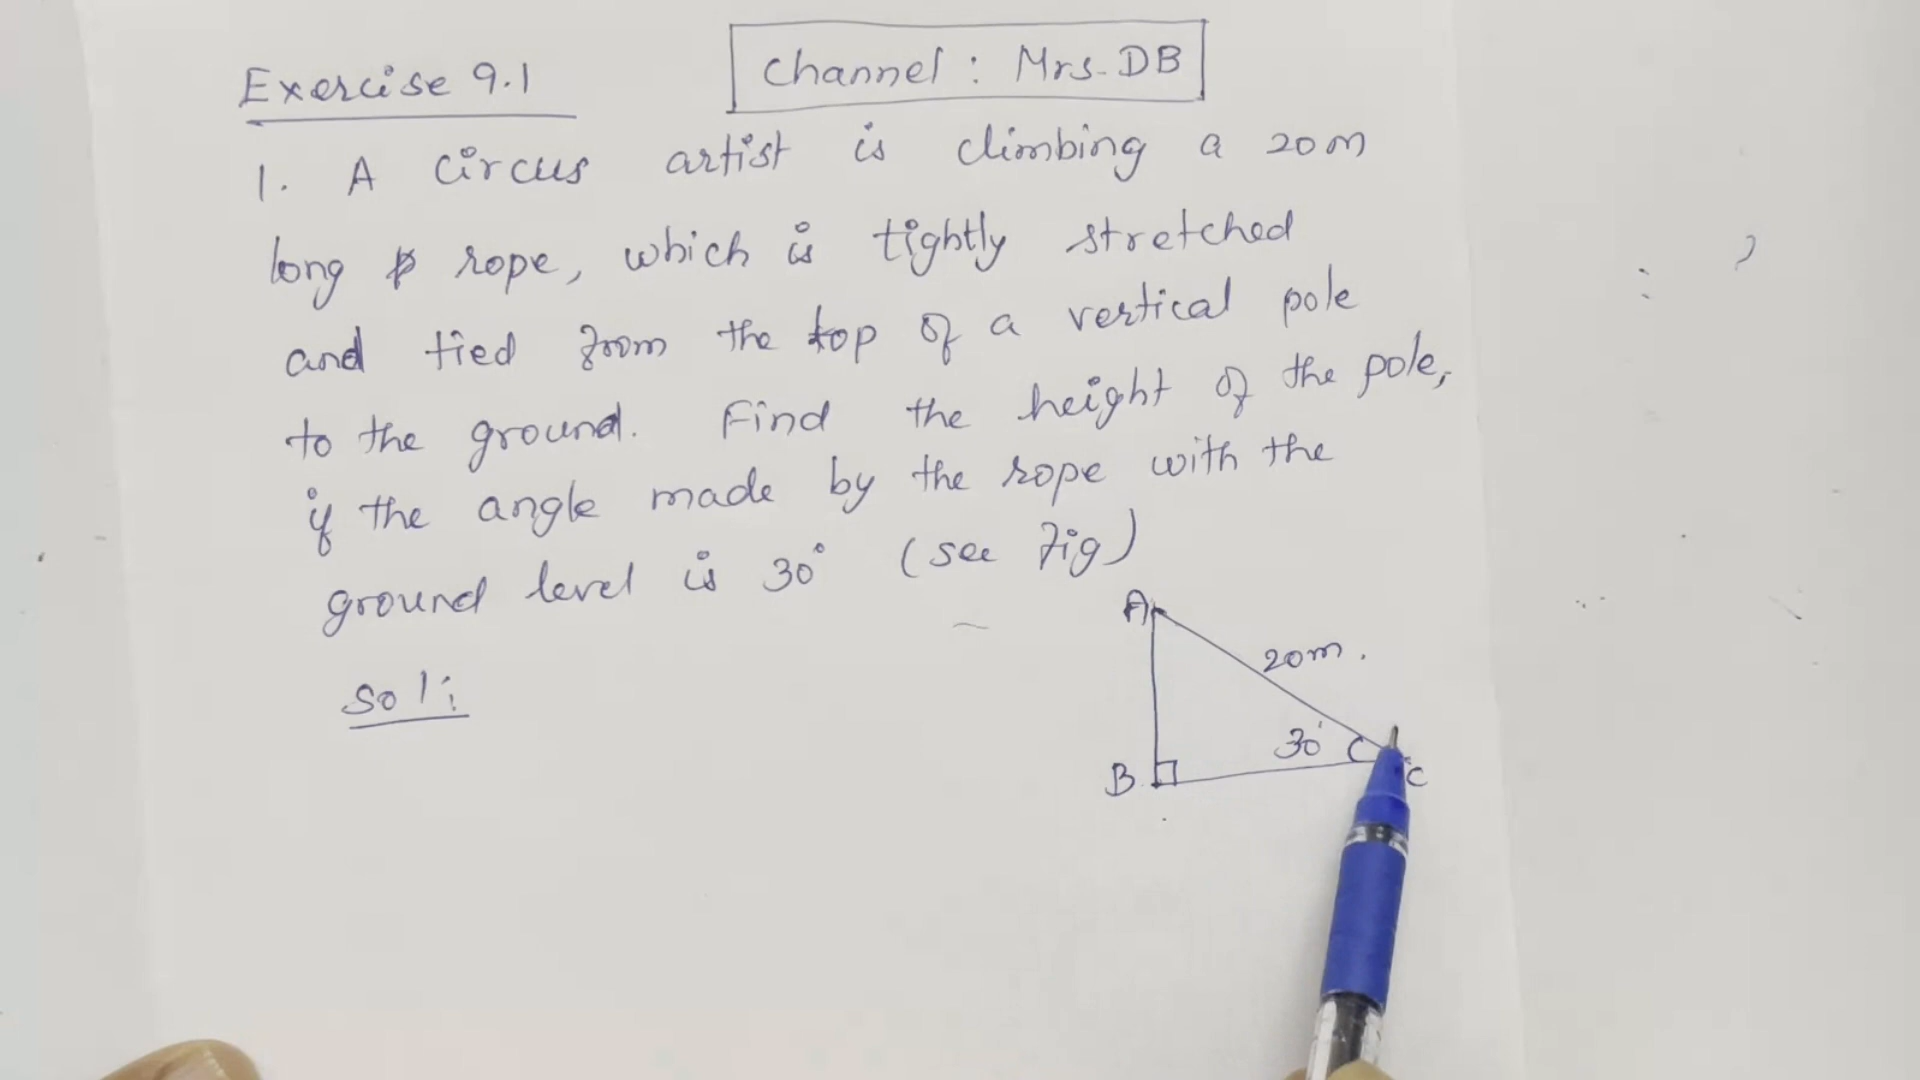 Exercise 9.1
Channel: Mrs. DB
1. A circus artist is climbing a 20m
long rope, which is tightly stretched
and tied from the top of a vertical pole
to the ground. Find the height of the pole,
if the angle made by the rope with the
ground level is 30° (see Fig)
Sol:
A
20m.
30°
B
C